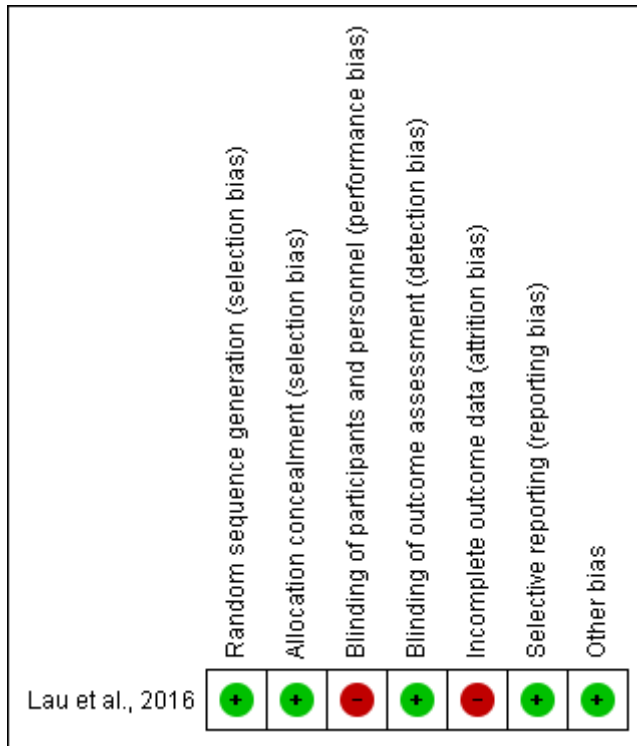 Random sequence generation (selection bias)
Allocation concealment (selection bias)
Blinding of participants and personnel (performance bias)
Blinding of outcome assessment (detection bias)
Incomplete outcome data (attrition bias)
Selective reporting (reporting bias)
Other bias
Lau et al., 2016 + + - + - + +